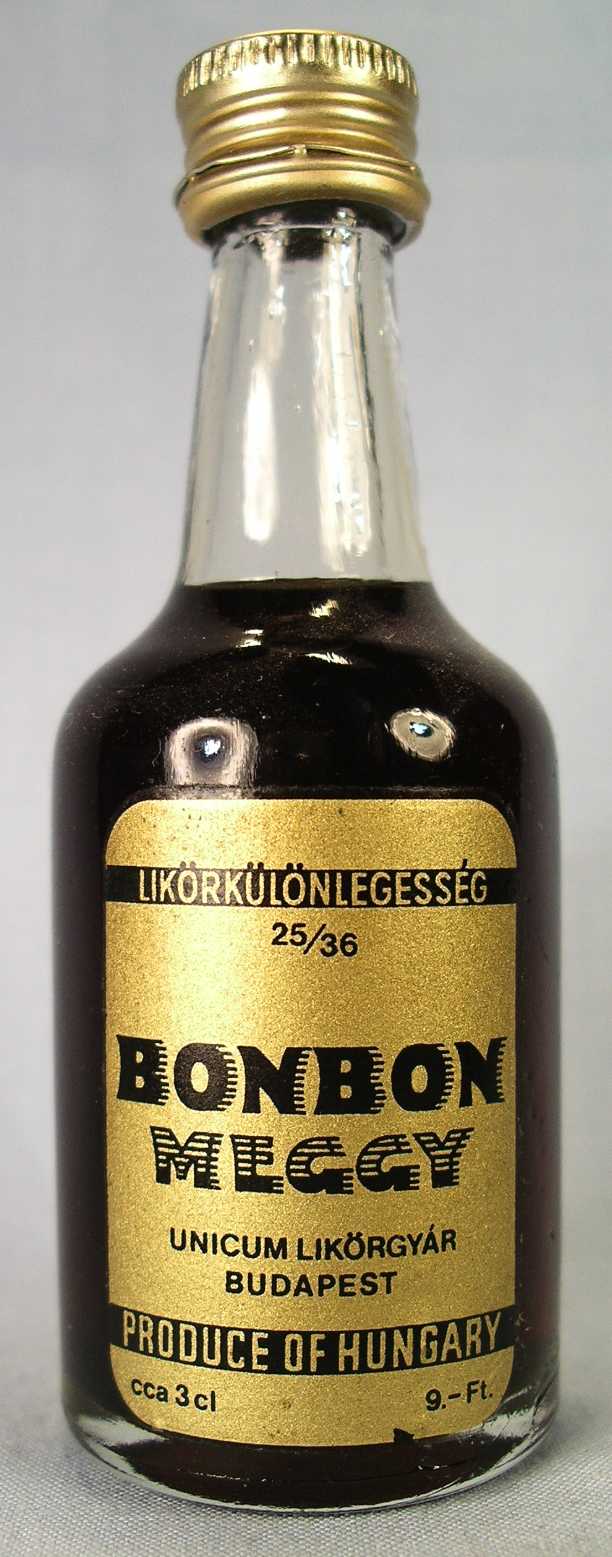 LIKÖRKÜLÖNLEGESSÉG
25/36
BONBON
MEGGY
UNICUM LIKÖRGYÁR
BUDAPEST
PRODUCE OF HUNGARY
cca 3 cl 9.-Ft.